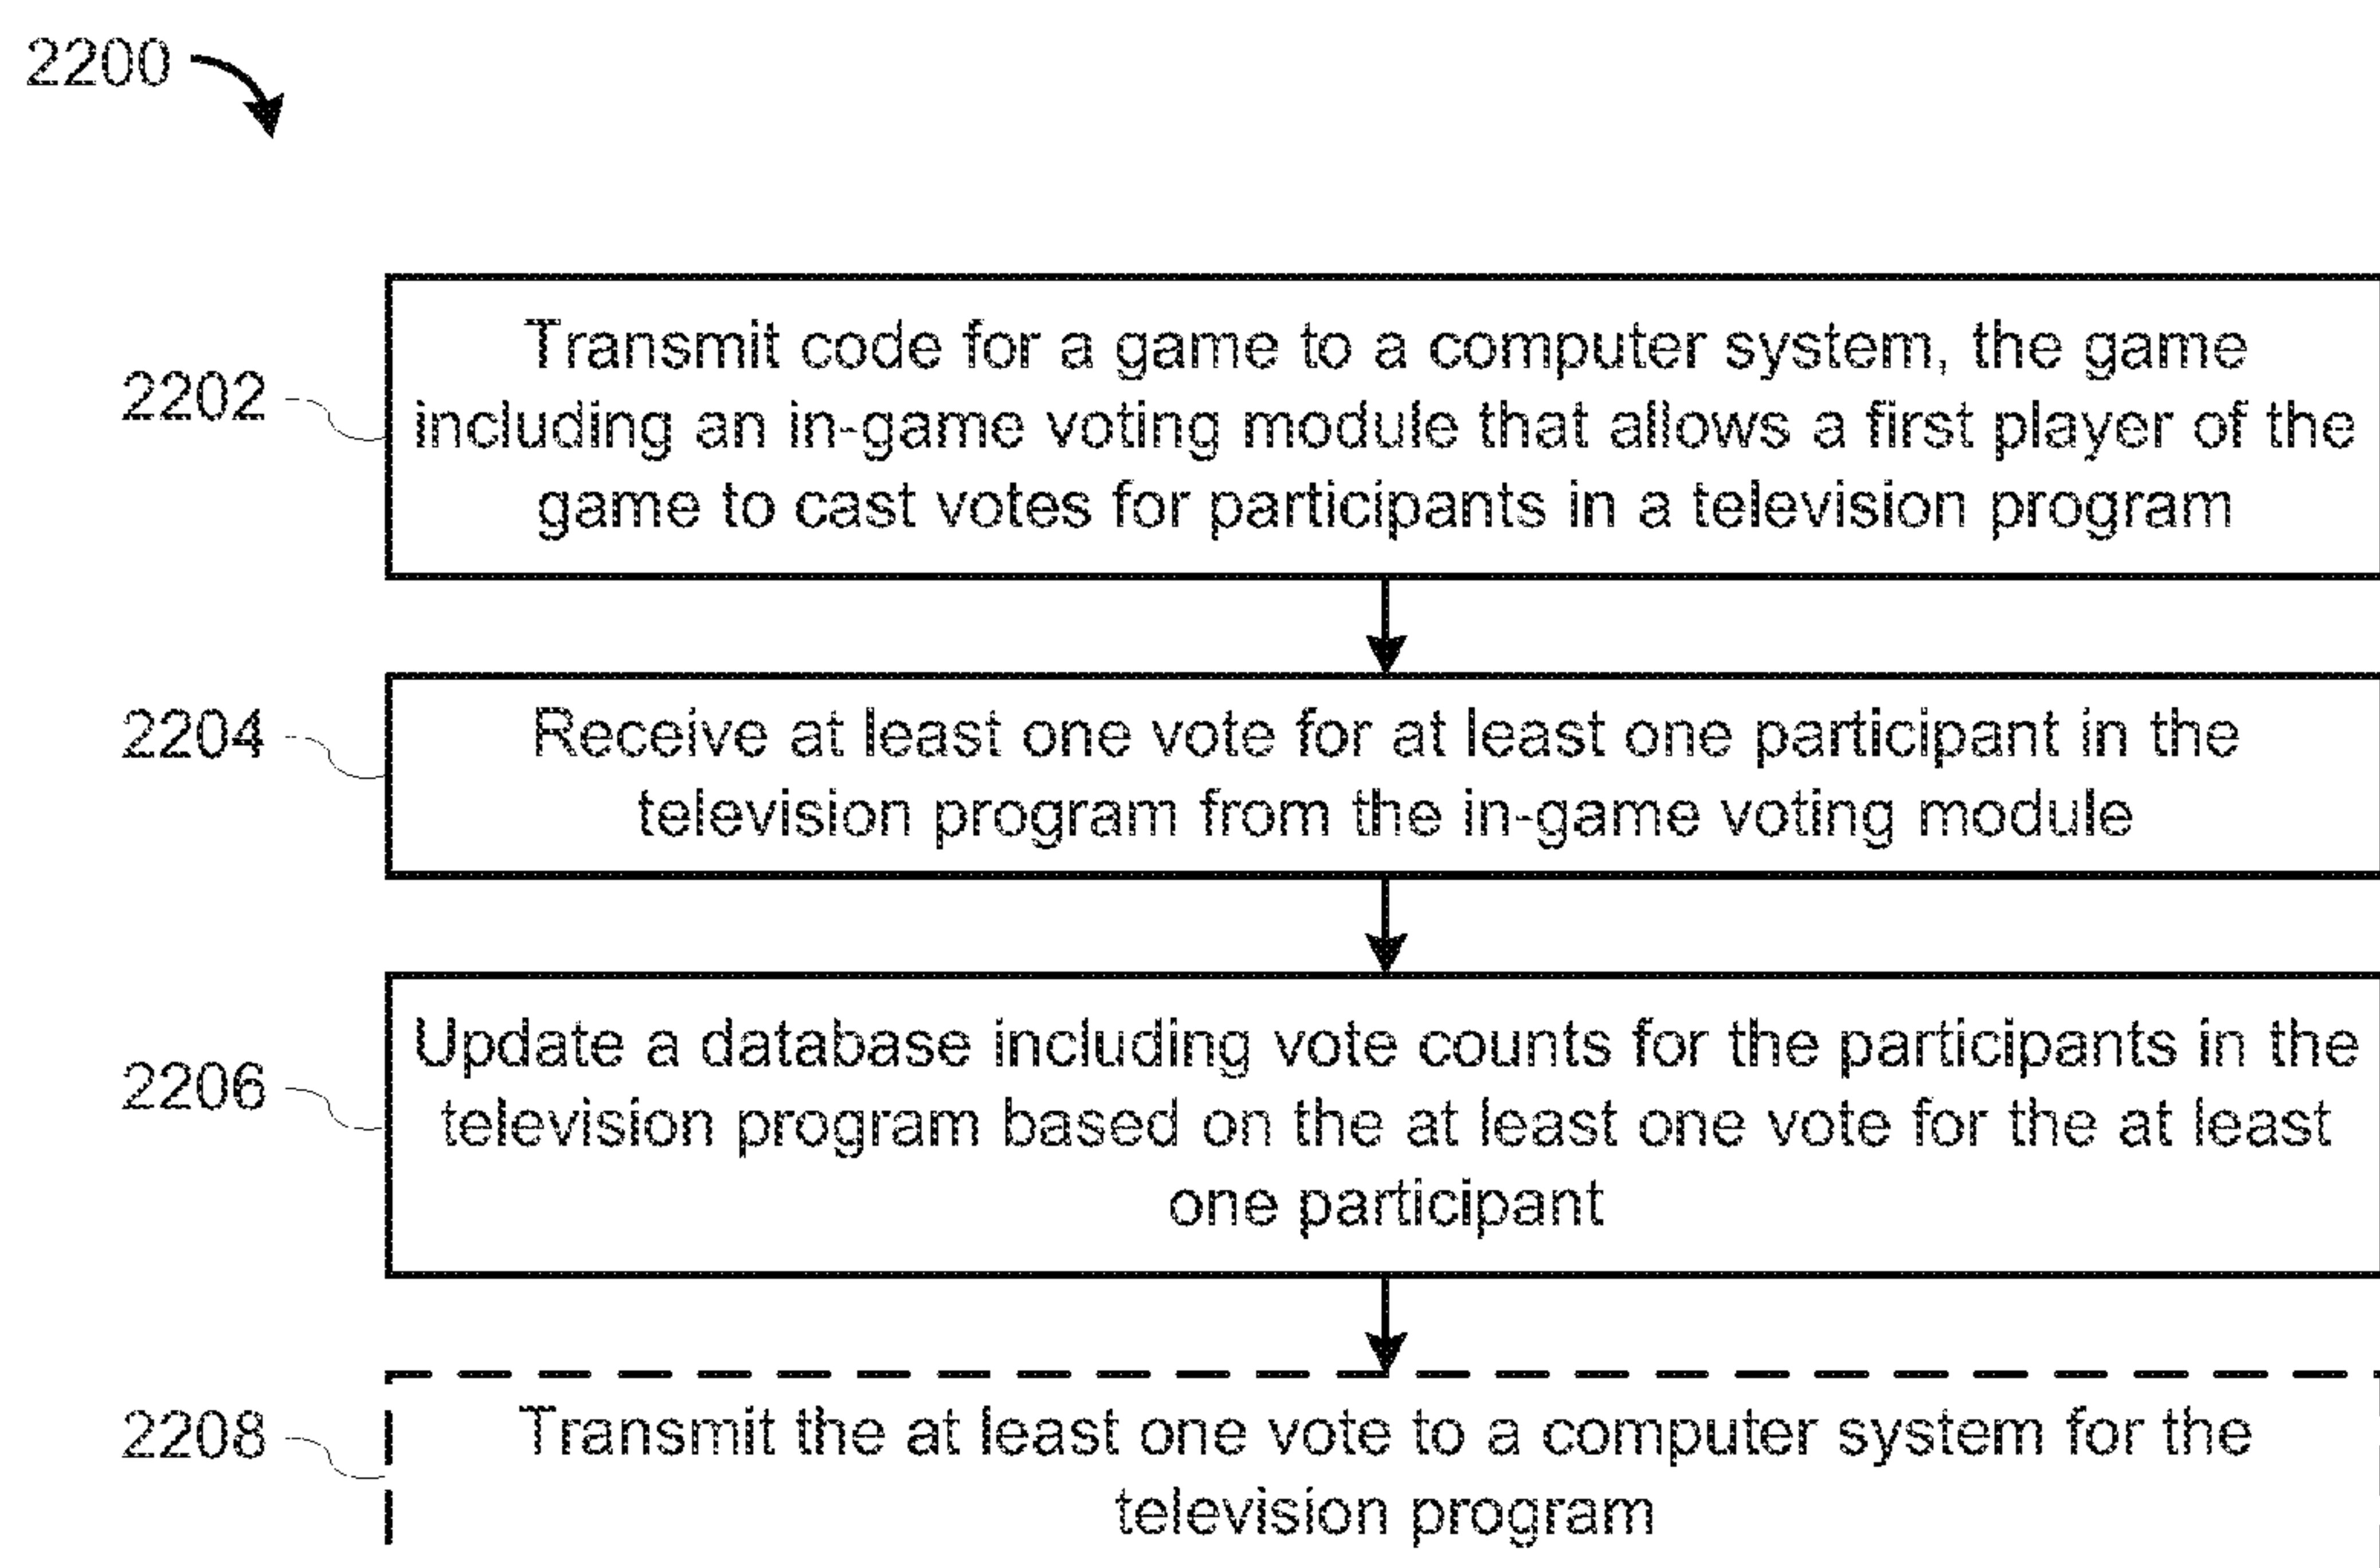 2200
2202
Transmit code for a game to a computer system, the game
including an in-game voting module that allows a first player of the
game to cast votes for participants in a television program
2204
Receive at least one vote for at least one participant in the
television program from the in-game voting module
2206
Update a database including vote counts for the participants in the
television program based on the at least one vote for the at least
one participant
2208
Transmit the at least one vote to a computer system for the
television program